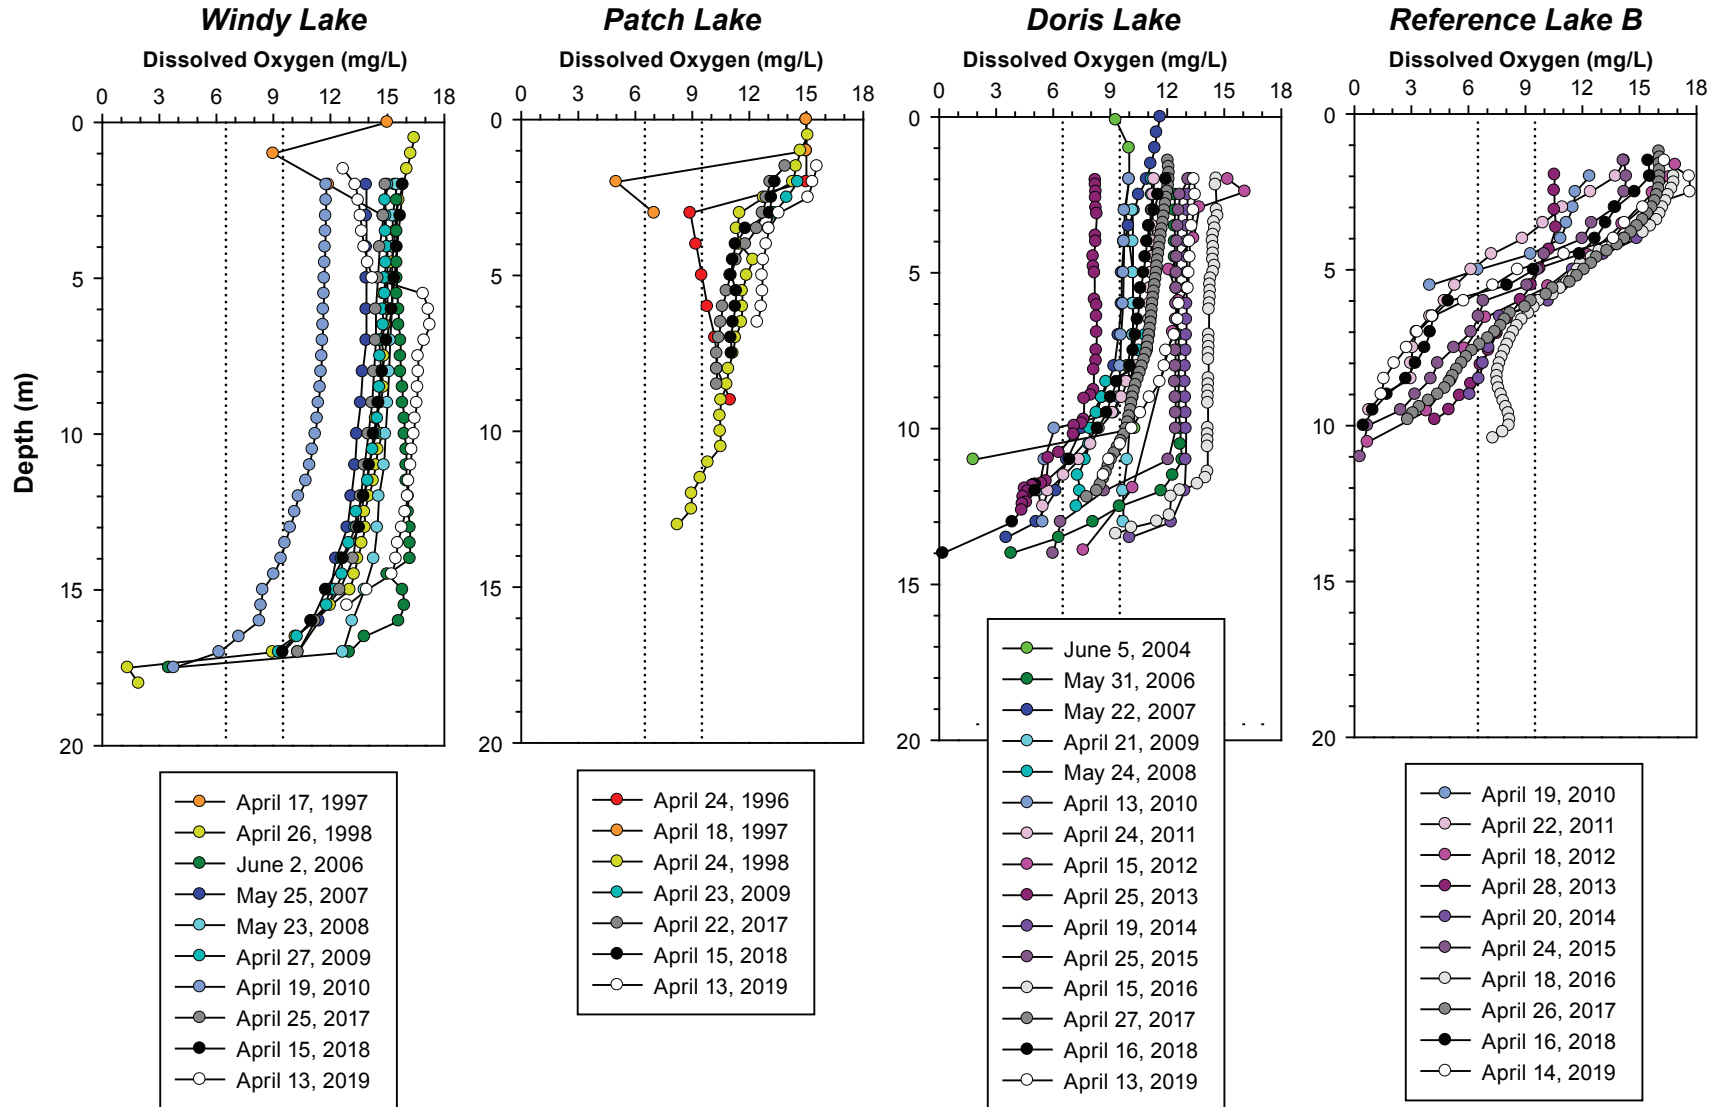 Windy Lake
Dissolved Oxygen (mg/L)
0 3 6 9 12 15 18
0
5
10
15
20
Depth (m)
April 17, 1997
April 26, 1998
June 2, 2006
May 25, 2007
May 23, 2008
April 27, 2009
April 19, 2010
April 25, 2017
April 15, 2018
April 13, 2019
Patch Lake
Dissolved Oxygen (mg/L)
0 3 6 9 12 15 18
0
5
10
15
20
April 24, 1996
April 18, 1997
April 24, 1998
April 23, 2009
April 22, 2017
April 15, 2018
April 13, 2019
Doris Lake
Dissolved Oxygen (mg/L)
0 3 6 9 12 15 18
0
5
10
15
20
June 5, 2004
May 31, 2006
May 22, 2007
April 21, 2009
May 24, 2008
April 13, 2010
April 24, 2011
April 15, 2012
April 25, 2013
April 19, 2014
April 25, 2015
April 15, 2016
April 27, 2017
April 16, 2018
April 13, 2019
Reference Lake B
Dissolved Oxygen (mg/L)
0 3 6 9 12 15 18
0
5
10
15
20
April 19, 2010
April 22, 2011
April 18, 2012
April 28, 2013
April 20, 2014
April 24, 2015
April 18, 2016
April 26, 2017
April 16, 2018
April 14, 2019